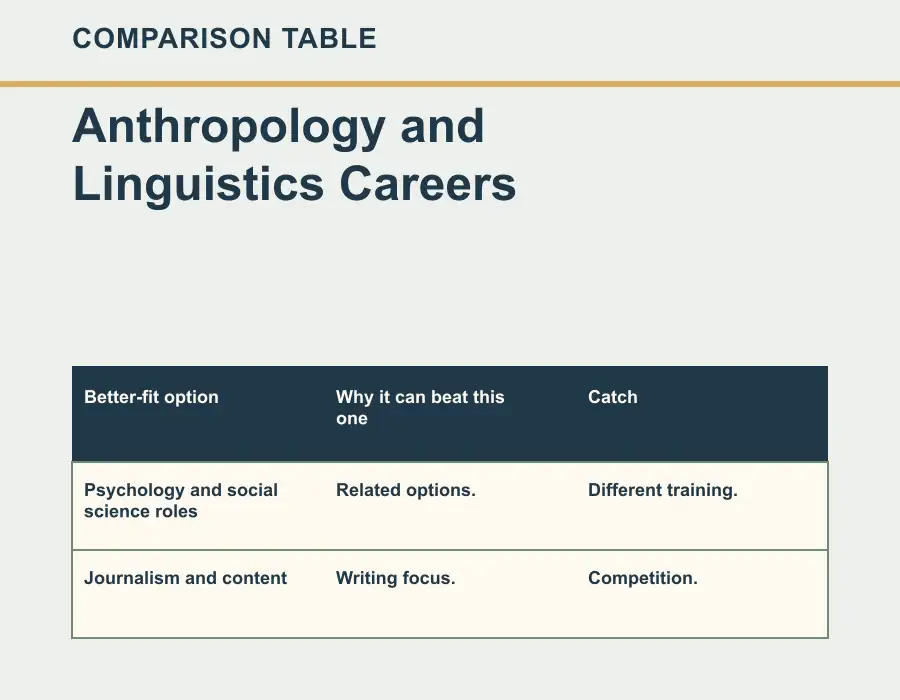 COMPARISON TABLE
Anthropology and
Linguistics Careers
Better-fit option
Why it can beat this
one
Catch
Psychology and social
science roles
Related options.
Different training.
Journalism and content
Writing focus.
Competition.